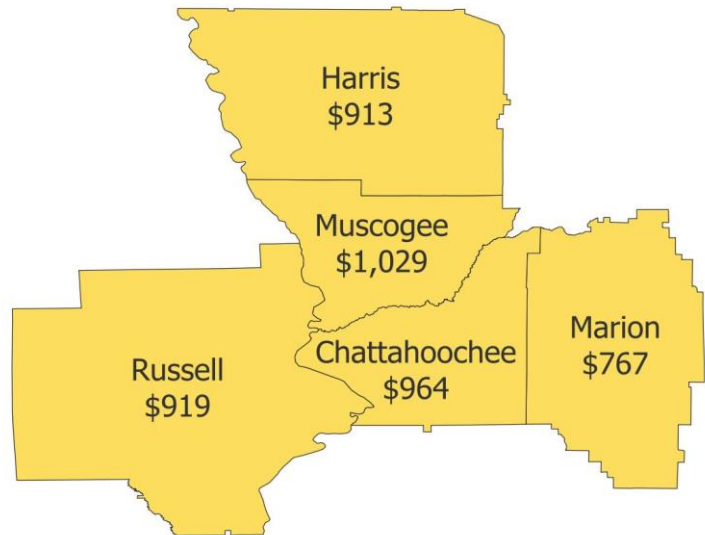 Harris
$913
Muscogee
$1,029
Chattahoochee
$964
Marion
$767
Russell
$919